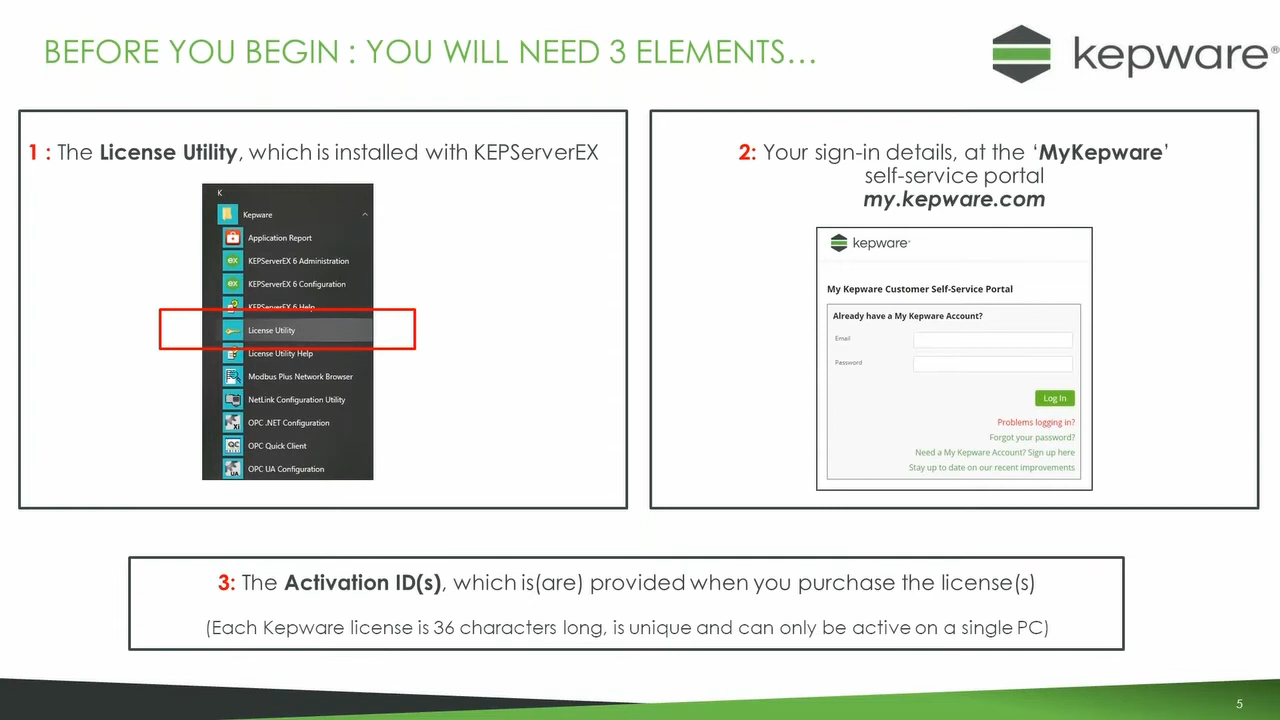 BEFORE YOU BEGIN : YOU WILL NEED 3 ELEMENTS...
kepware®
1 : The License Utility, which is installed with KEPServerEX
K
Kepware
Application Report
KEPServerEX 6 Administration
KEPServerEX 6 Configuration
KEPServerEX 6 Help
License Utility
License Utility Help
Modbus Plus Network Browser
NetLink Configuration Utility
OPC .NET Configuration
OPC Quick Client
OPC UA Configuration
2: Your sign-in details, at the ‘MyKepware’
self-service portal
my.kepware.com
kepware
My Kepware Customer Self-Service Portal
Already have a My Kepware Account?
Email
Password
Log In
Problems logging in?
Forgot your password?
Need a My Kepware Account? Sign up here
Stay up to date on our recent improvements
3: The Activation ID(s), which is(are) provided when you purchase the license(s)
(Each Kepware license is 36 characters long, is unique and can only be active on a single PC)
5